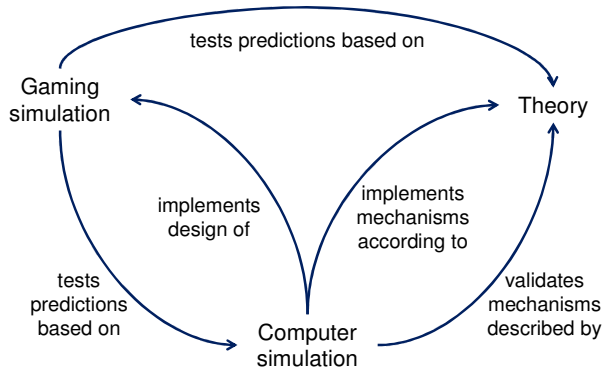 tests predictions based on
Gaming
simulation
Theory
implements
design of
implements
mechanisms
according to
tests
predictions
based on
validates
mechanisms
described by
Computer
simulation